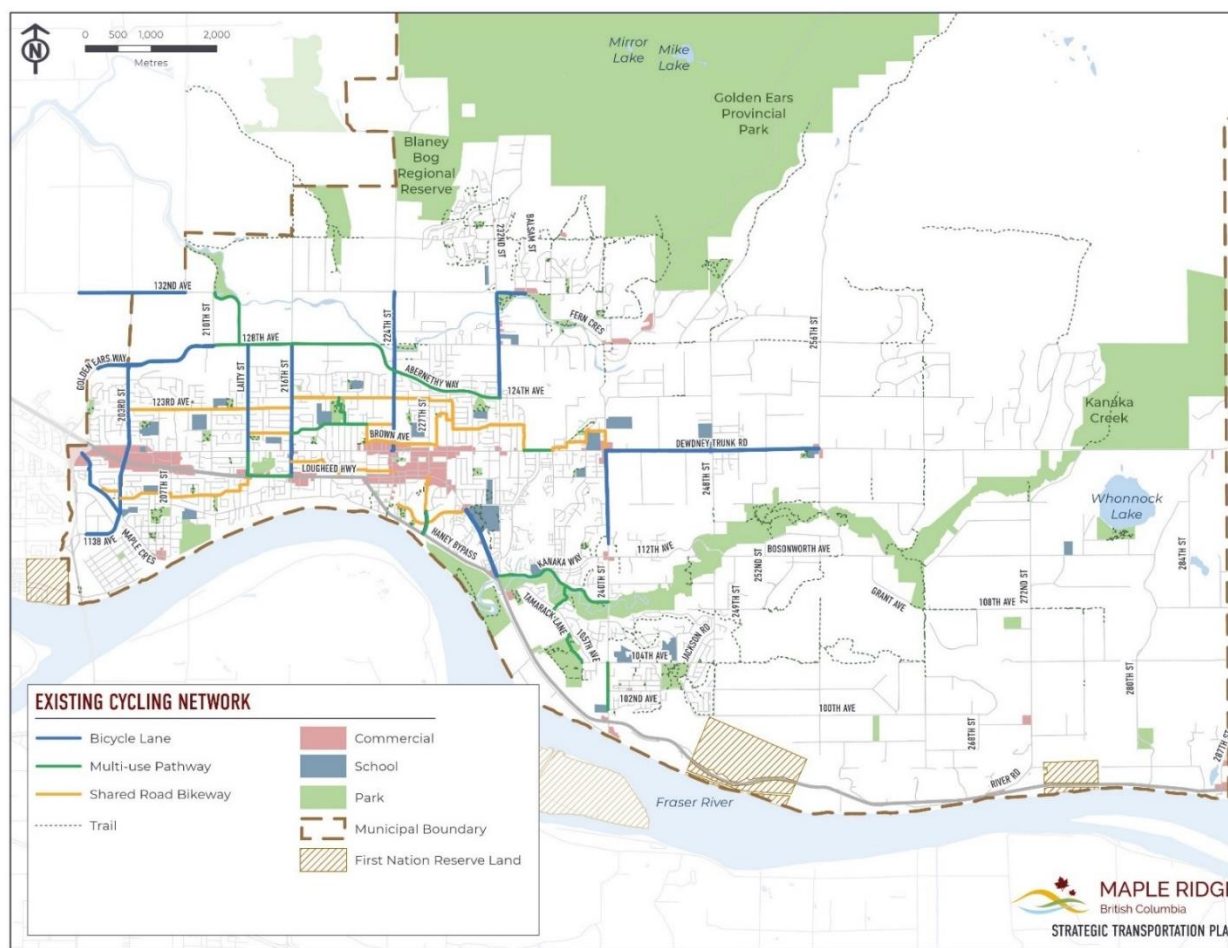 N
0 500 1,000 2,000
Metres
Mirror
Lake
Mike
Lake
Golden Ears
Provincial
Park
Blaney
Bog
Regional
Reserve
232ND ST
BALSAM ST
132ND AVE
210TH ST
224TH ST
FERN CRES
256TH ST
128TH AVE
GOLDEN EARS WAY
203RD ST
LAITY ST
216TH ST
ABERNETHY WAY
124TH AVE
123RD AVE
227TH ST
BROWN AVE
Kanaka
Creek
DEWDNEY TRUNK RD
LOUGHEED HWY
207TH ST
248TH ST
Whonnock
Lake
113B AVE
MAPLE CRES
HANEY BYPASS
KANAKA WAY
240TH ST
112TH AVE
252ND ST
BOSONWORTH AVE
284TH ST
272ND ST
249TH ST
GRANT AVE
108TH AVE
TAMARACK LANE
105TH AVE
104TH AVE
JACKSON RD
102ND AVE
100TH AVE
280TH ST
268TH ST
287TH ST
RIVER RD
Fraser River
EXISTING CYCLING NETWORK
Bicycle Lane
Multi-use Pathway
Shared Road Bikeway
Trail
Commercial
School
Park
Municipal Boundary
First Nation Reserve Land
MAPLE RIDGE
British Columbia
STRATEGIC TRANSPORTATION PLA